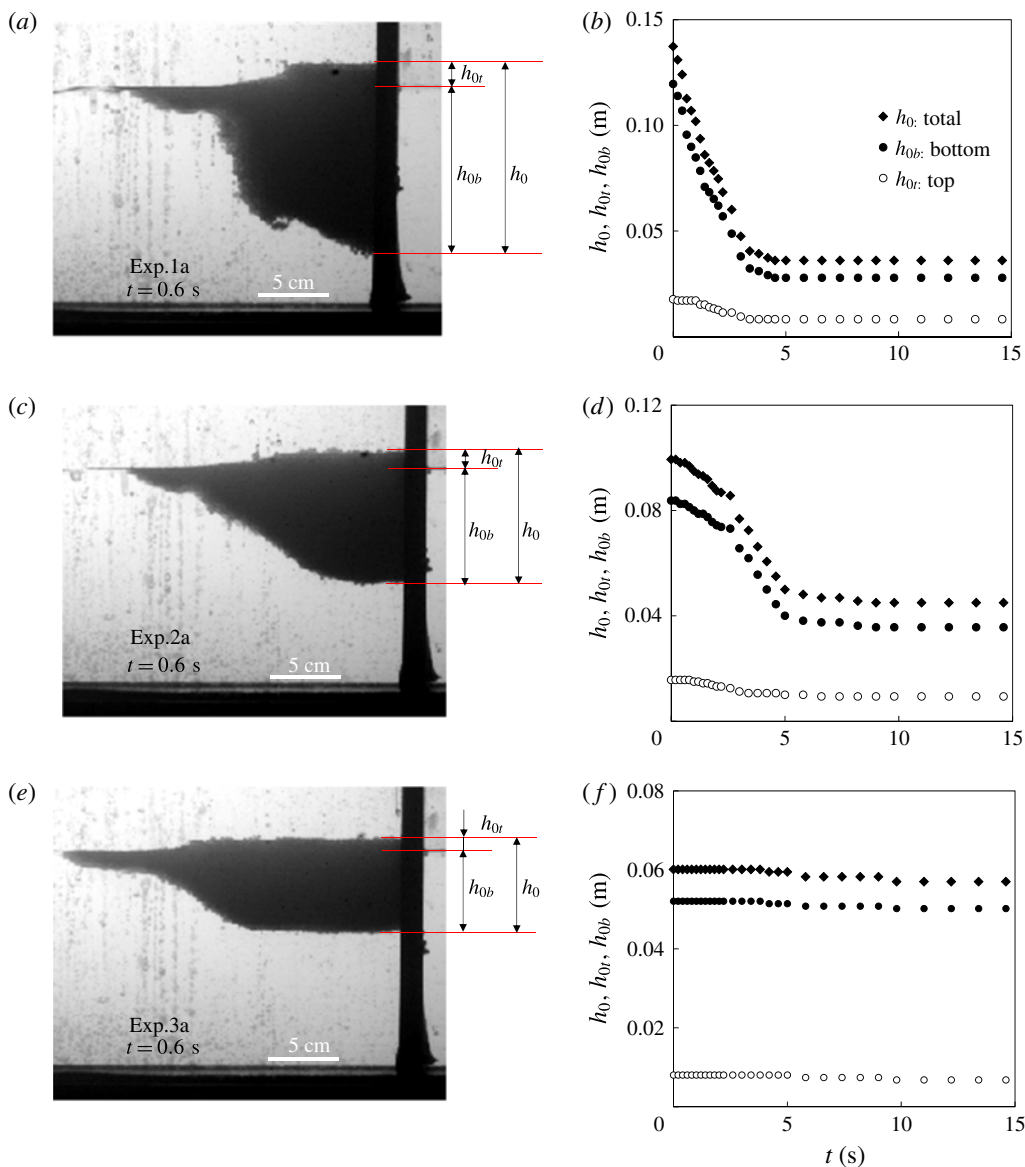 (a)
h0t
h0b
h0
Exp.1a
t = 0.6 s
5 cm
(b)
0.15
0.10
0.05
0
5
10
15
h0, h0t, h0b (m)
h0: total
h0b: bottom
h0t: top
(c)
h0t
h0b
h0
Exp.2a
t = 0.6 s
5 cm
(d)
0.12
0.08
0.04
0
5
10
15
h0, h0t, h0b (m)
(e)
h0t
h0b
h0
Exp.3a
t = 0.6 s
5 cm
(f)
0.08
0.06
0.04
0.02
0
5
10
15
h0, h0t, h0b (m)
t (s)